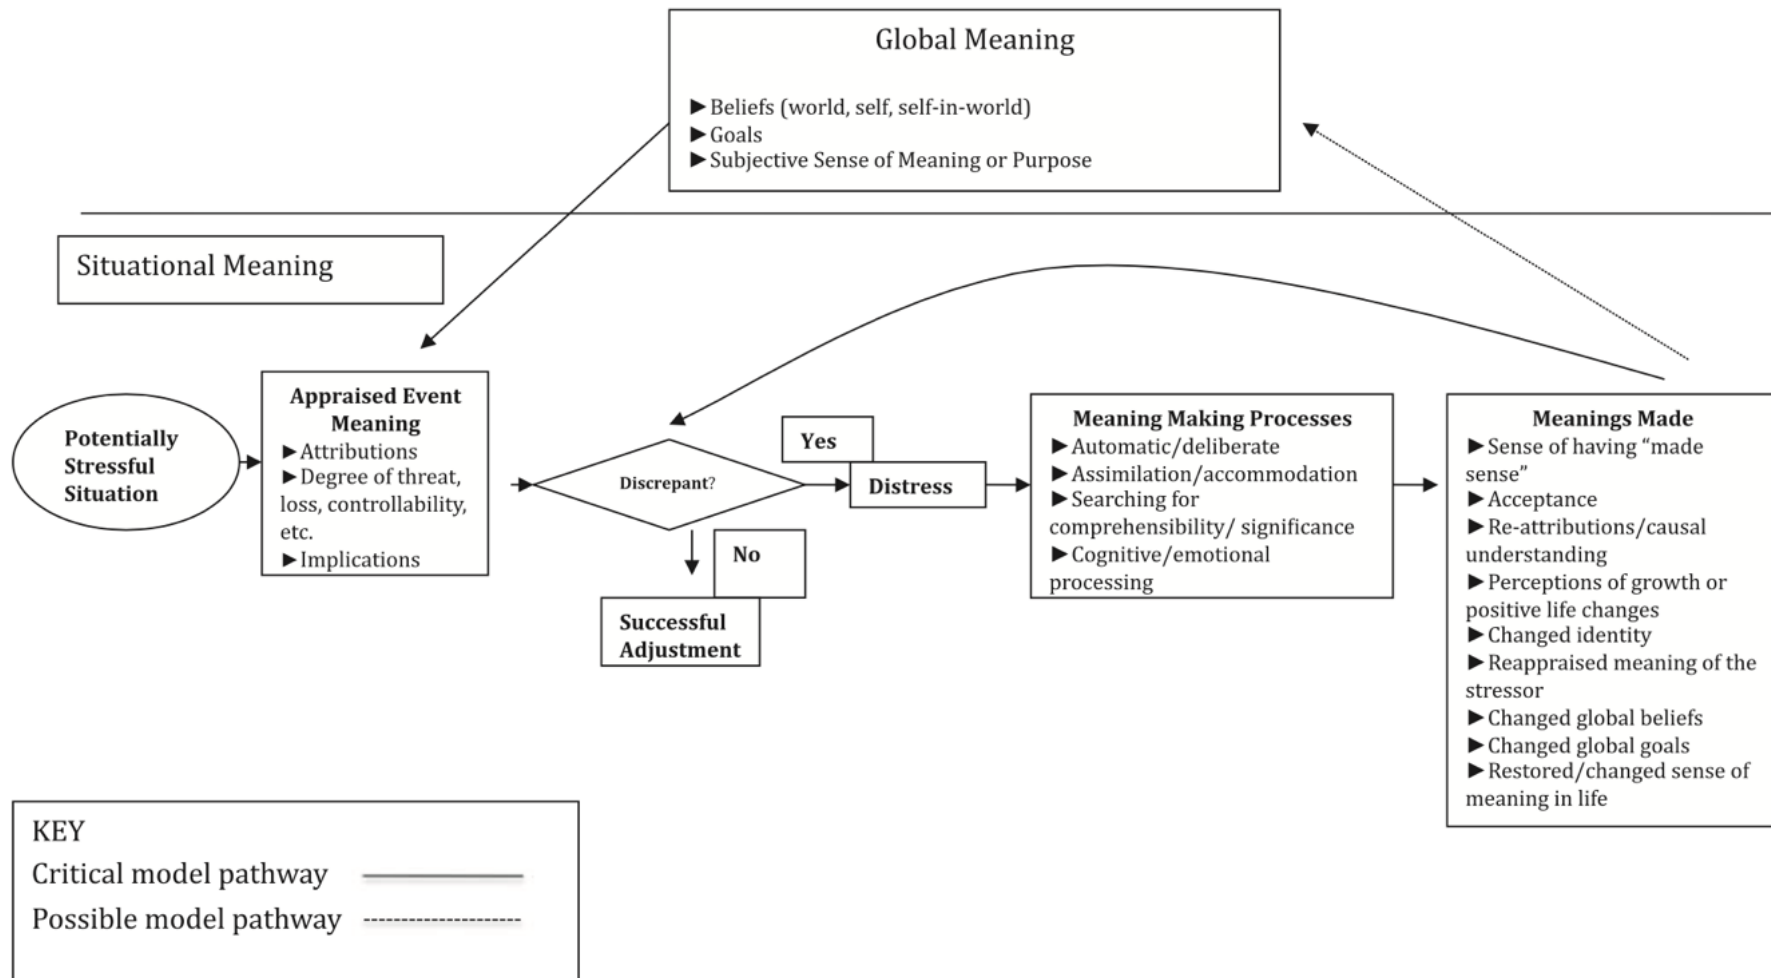 Global Meaning
►Beliefs (world, self, self-in-world)
►Goals
►Subjective Sense of Meaning or Purpose
Situational Meaning
Potentially
Stressful
Situation
Appraised Event
Meaning
►Attributions
►Degree of threat,
loss, controllability,
etc.
►Implications
Discrepant?
Yes
Distress
No
Successful
Adjustment
Meaning Making Processes
►Automatic/deliberate
►Assimilation/accommodation
►Searching for
comprehensibility/ significance
►Cognitive/emotional
processing
Meanings Made
►Sense of having “made
sense”
►Acceptance
►Re-attributions/causal
understanding
►Perceptions of growth or
positive life changes
►Changed identity
►Reappraised meaning of the
stressor
►Changed global beliefs
►Changed global goals
►Restored/changed sense of
meaning in life
KEY
Critical model pathway
Possible model pathway